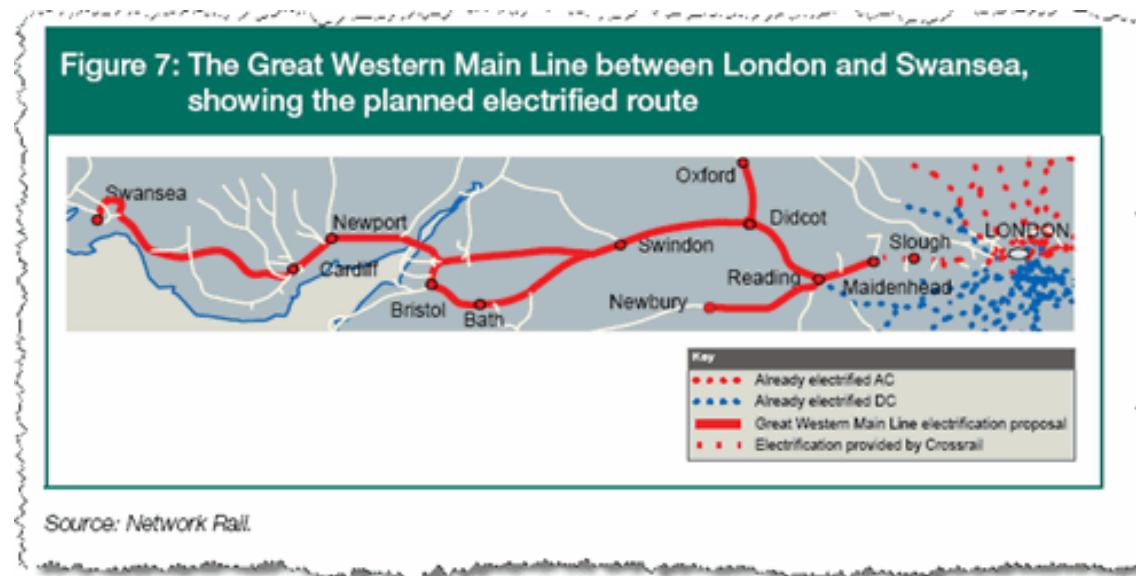 Figure 7: The Great Western Main Line between London and Swansea,
showing the planned electrified route
Oxford
Swansea
Newport
Didcot
Slough
LONDON
Swindon
Cardiff
Reading
Maidenhead
Newbury
Bristol
Bath
Key
Already electrified AC
Already electrified DC
Great Western Main Line electrification proposal
Electrification provided by Crossrail
Source: Network Rail.